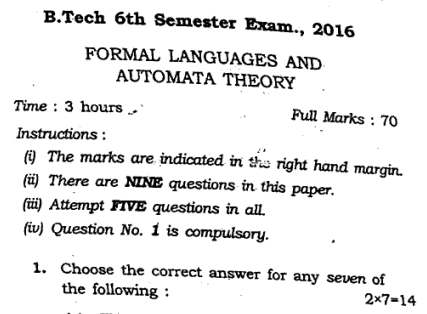 B.Tech 6th Semester Exam., 2016
FORMAL LANGUAGES AND
AUTOMATA THEORY
Time : 3 hours
Full Marks : 70
Instructions :
(i) The marks are indicated in the right hand margin.
(ii) There are NINE questions in this paper.
(iii) Attempt FIVE questions in all.
(iv) Question No. 1 is compulsory.
1. Choose the correct answer for any seven of
the following :
2×7=14